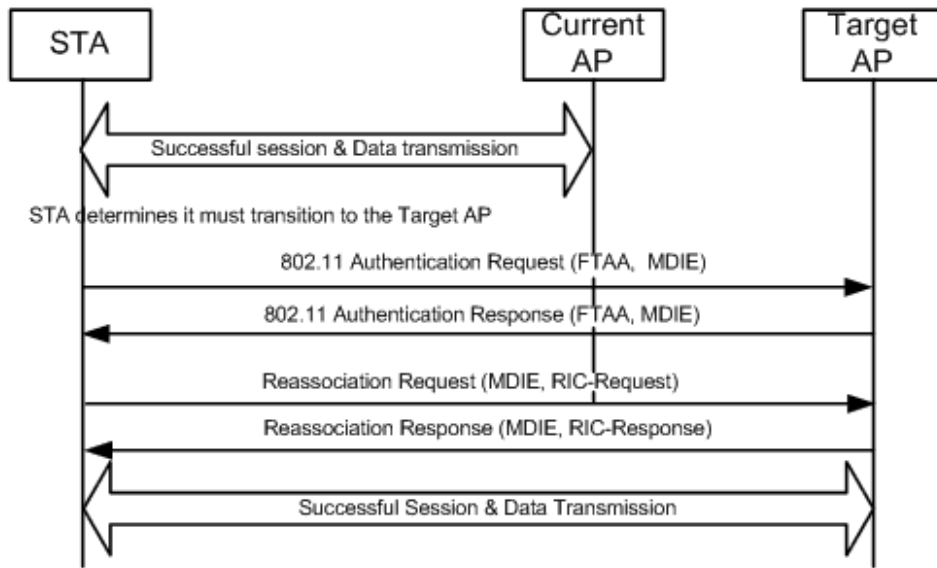 STA
Current
AP
Target
AP
Successful session & Data transmission
STA determines it must transition to the Target AP
802.11 Authentication Request (FTAA, MDIE)
802.11 Authentication Response (FTAA, MDIE)
Reassociation Request (MDIE, RIC-Request)
Reassociation Response (MDIE, RIC-Response)
Successful Session & Data Transmission